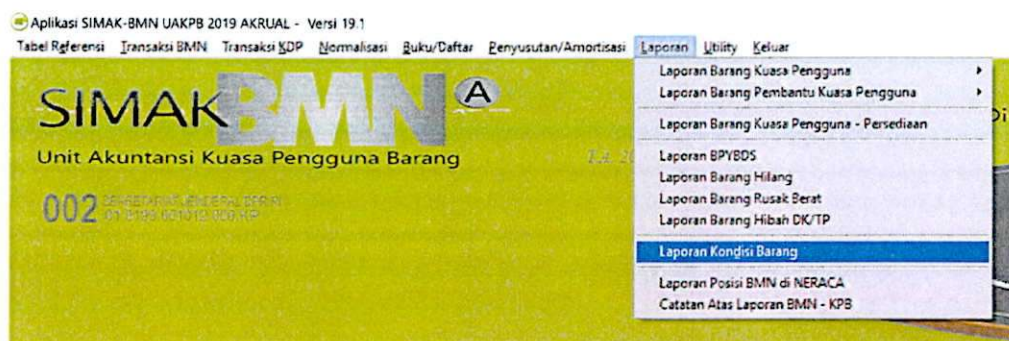 Aplikasi SIMAK-BMN UAKPB 2019 AKRUAL - Versi 19.1
Tabel Referensi Transaksi BMN Transaksi KDP Normalisasi Buku/Daftar Penyusutan/Amortisasi Laporan Utility Keluar
Laporan Barang Kuasa Pengguna
Laporan Barang Pembantu Kuasa Pengguna
Laporan Barang Kuasa Pengguna - Persediaan
Laporan BPYBDS
Laporan Barang Hilang
Laporan Barang Rusak Berat
Laporan Barang Hibah DK/TP
Laporan Kondisi Barang
Laporan Posisi BMN di NERACA
Catatan Atas Laporan BMN - KPB
SIMAK BMN A
Unit Akuntansi Kuasa Pengguna Barang
T.A. 20
002
Di